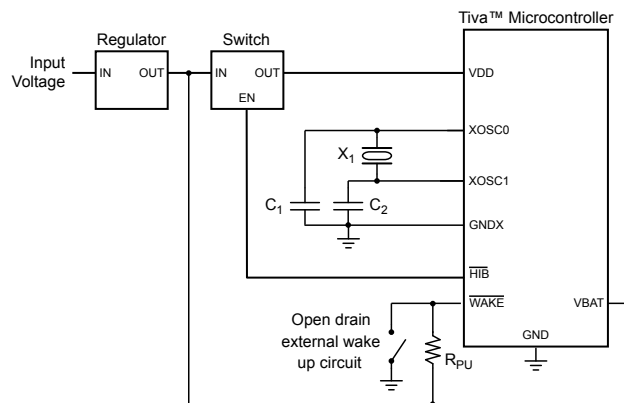 Tiva™ Microcontroller
Regulator
Switch
Input
Voltage
IN
OUT
IN
OUT
EN
VDD
XOSC0
X1
XOSC1
C1
C2
GNDX
HIB
WAKE
VBAT
Open drain
external wake
up circuit
RPU
GND